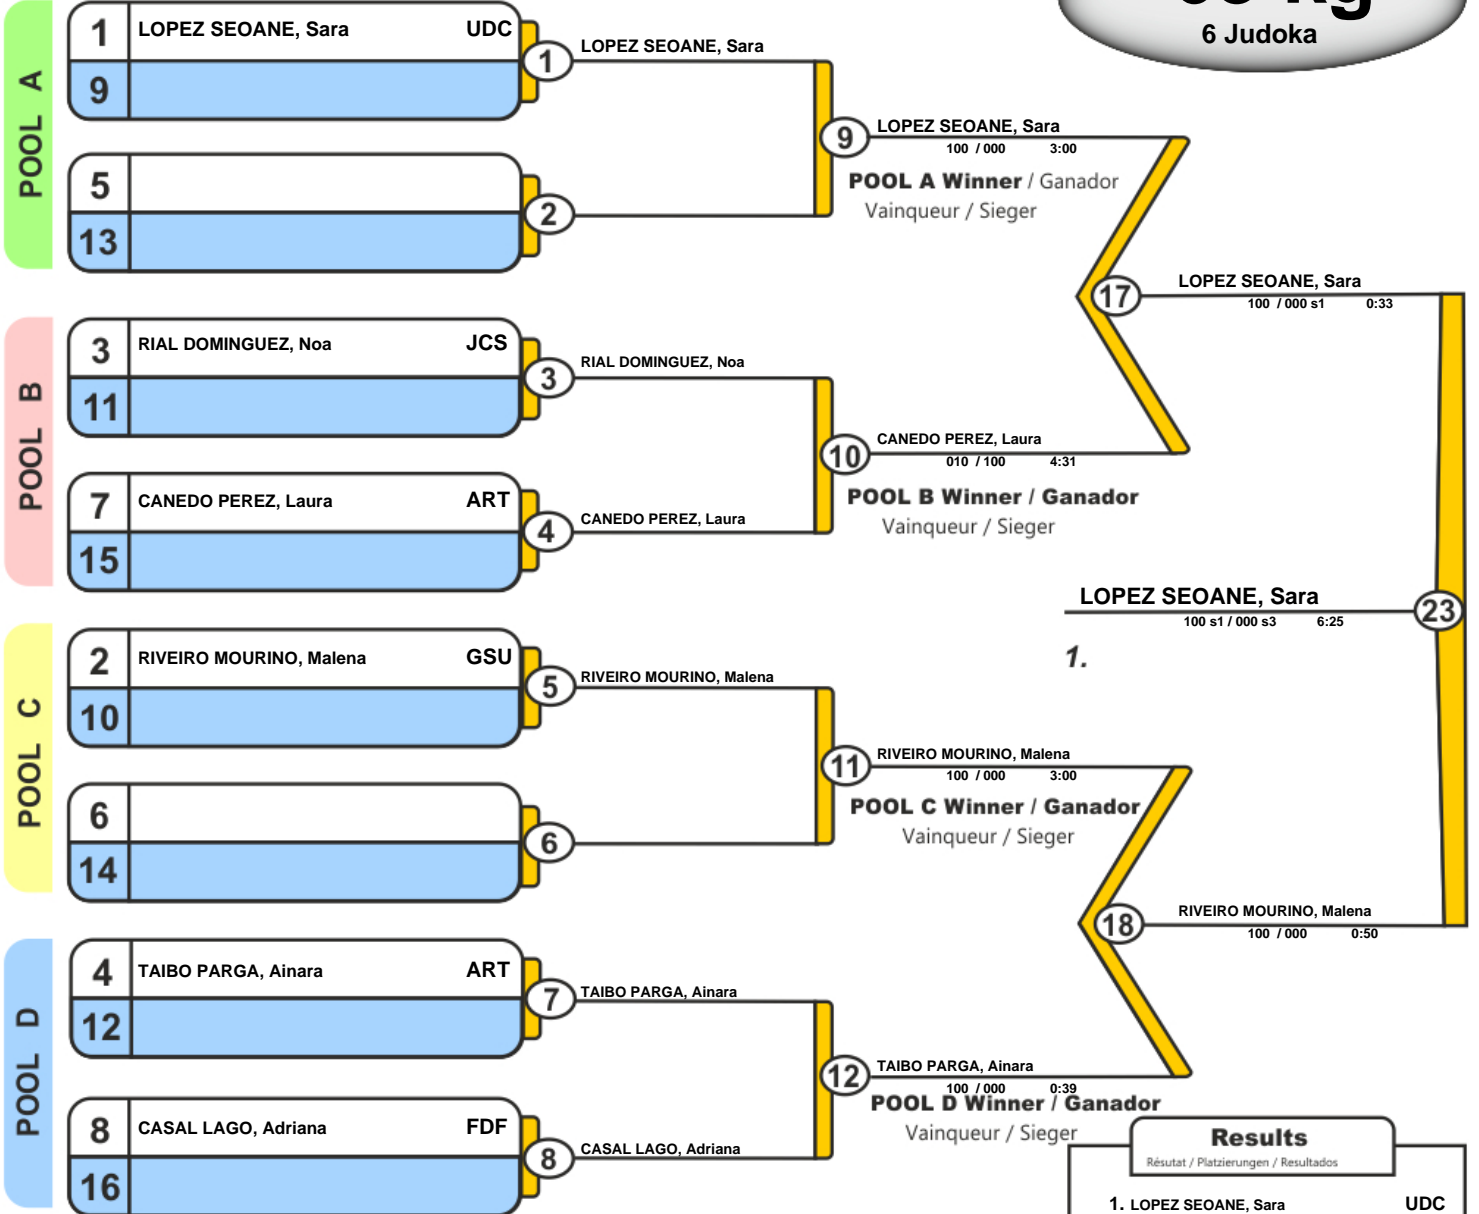 6 Judoka
POOL A
1 LOPEZ SEOANE, Sara UDC
9
1 LOPEZ SEOANE, Sara
5
13
2
9 LOPEZ SEOANE, Sara
100 / 000 3:00
POOL A Winner / Ganador
Vainqueur / Sieger
POOL B
3 RIAL DOMINGUEZ, Noa JCS
11
3 RIAL DOMINGUEZ, Noa
7 CANEDO PEREZ, Laura ART
15
4 CANEDO PEREZ, Laura
10 CANEDO PEREZ, Laura
010 / 100 4:31
POOL B Winner / Ganador
Vainqueur / Sieger
17 LOPEZ SEOANE, Sara
100 / 000 s1 0:33
LOPEZ SEOANE, Sara 23
100 s1 / 000 s3 6:25
1.
POOL C
2 RIVEIRO MOURINO, Malena GSU
10
5 RIVEIRO MOURINO, Malena
6
14
6
11 RIVEIRO MOURINO, Malena
100 / 000 3:00
POOL C Winner / Ganador
Vainqueur / Sieger
18 RIVEIRO MOURINO, Malena
100 / 000 0:50
POOL D
4 TAIBO PARGA, Ainara ART
12
7 TAIBO PARGA, Ainara
8 CASAL LAGO, Adriana FDF
16
8 CASAL LAGO, Adriana
12 TAIBO PARGA, Ainara
100 / 000 0:39
POOL D Winner / Ganador
Vainqueur / Sieger
Results
Résutat / Platzierungen / Resultados
1. LOPEZ SEOANE, Sara UDC